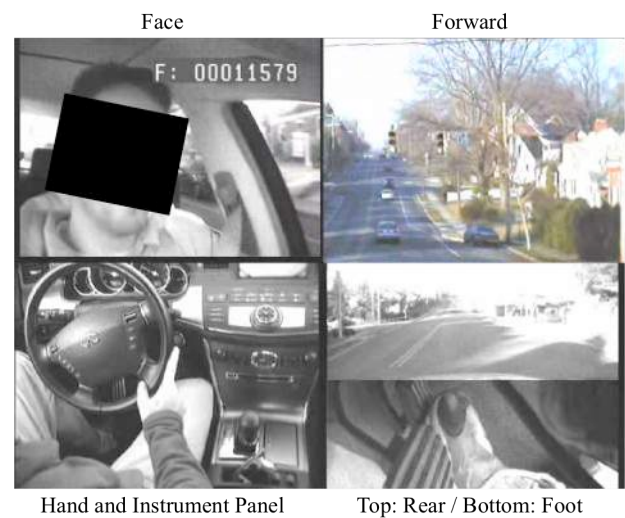 Face
Forward
F: 00011579
Hand and Instrument Panel
Top: Rear / Bottom: Foot